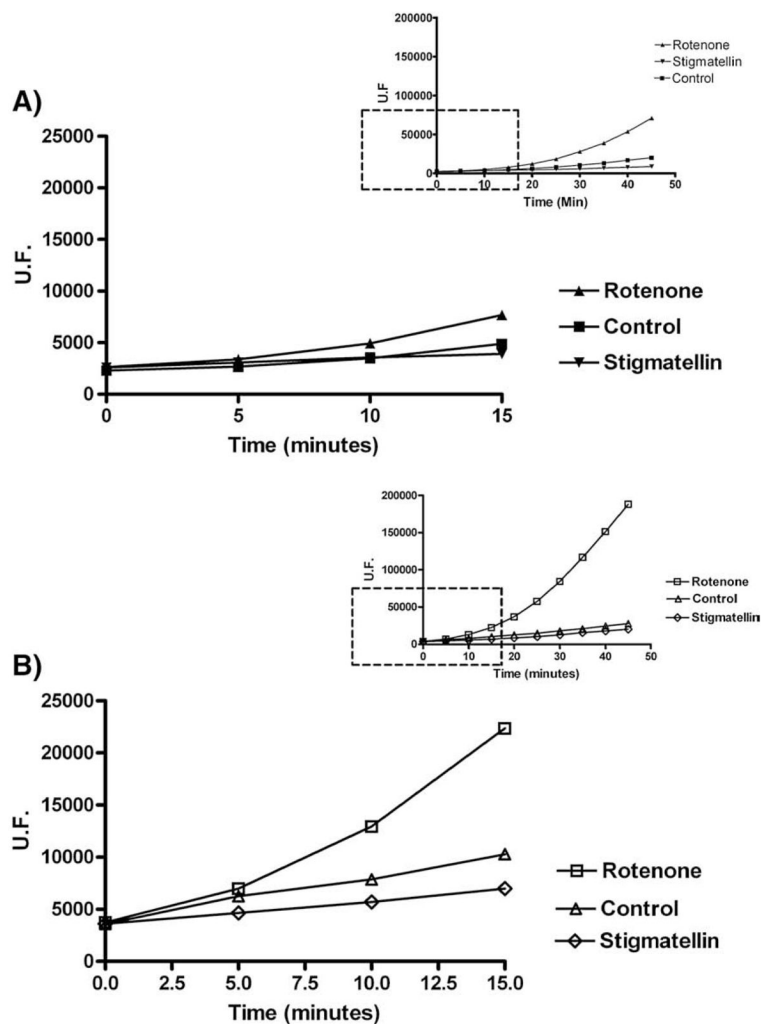 A)
200000
150000
100000
50000
0
U.F
0 10 20 30 40 50
Time (Min)
Rotenone
Stigmatellin
Control
25000
20000
15000
10000
5000
0
U.F.
0 5 10 15
Time (minutes)
Rotenone
Control
Stigmatellin
B)
200000
150000
100000
50000
0
U.F.
0 10 20 30 40 50
Time (minutes)
Rotenone
Control
Stigmatellin
25000
20000
15000
10000
5000
0
U.F.
0.0 2.5 5.0 7.5 10.0 12.5 15.0
Time (minutes)
Rotenone
Control
Stigmatellin